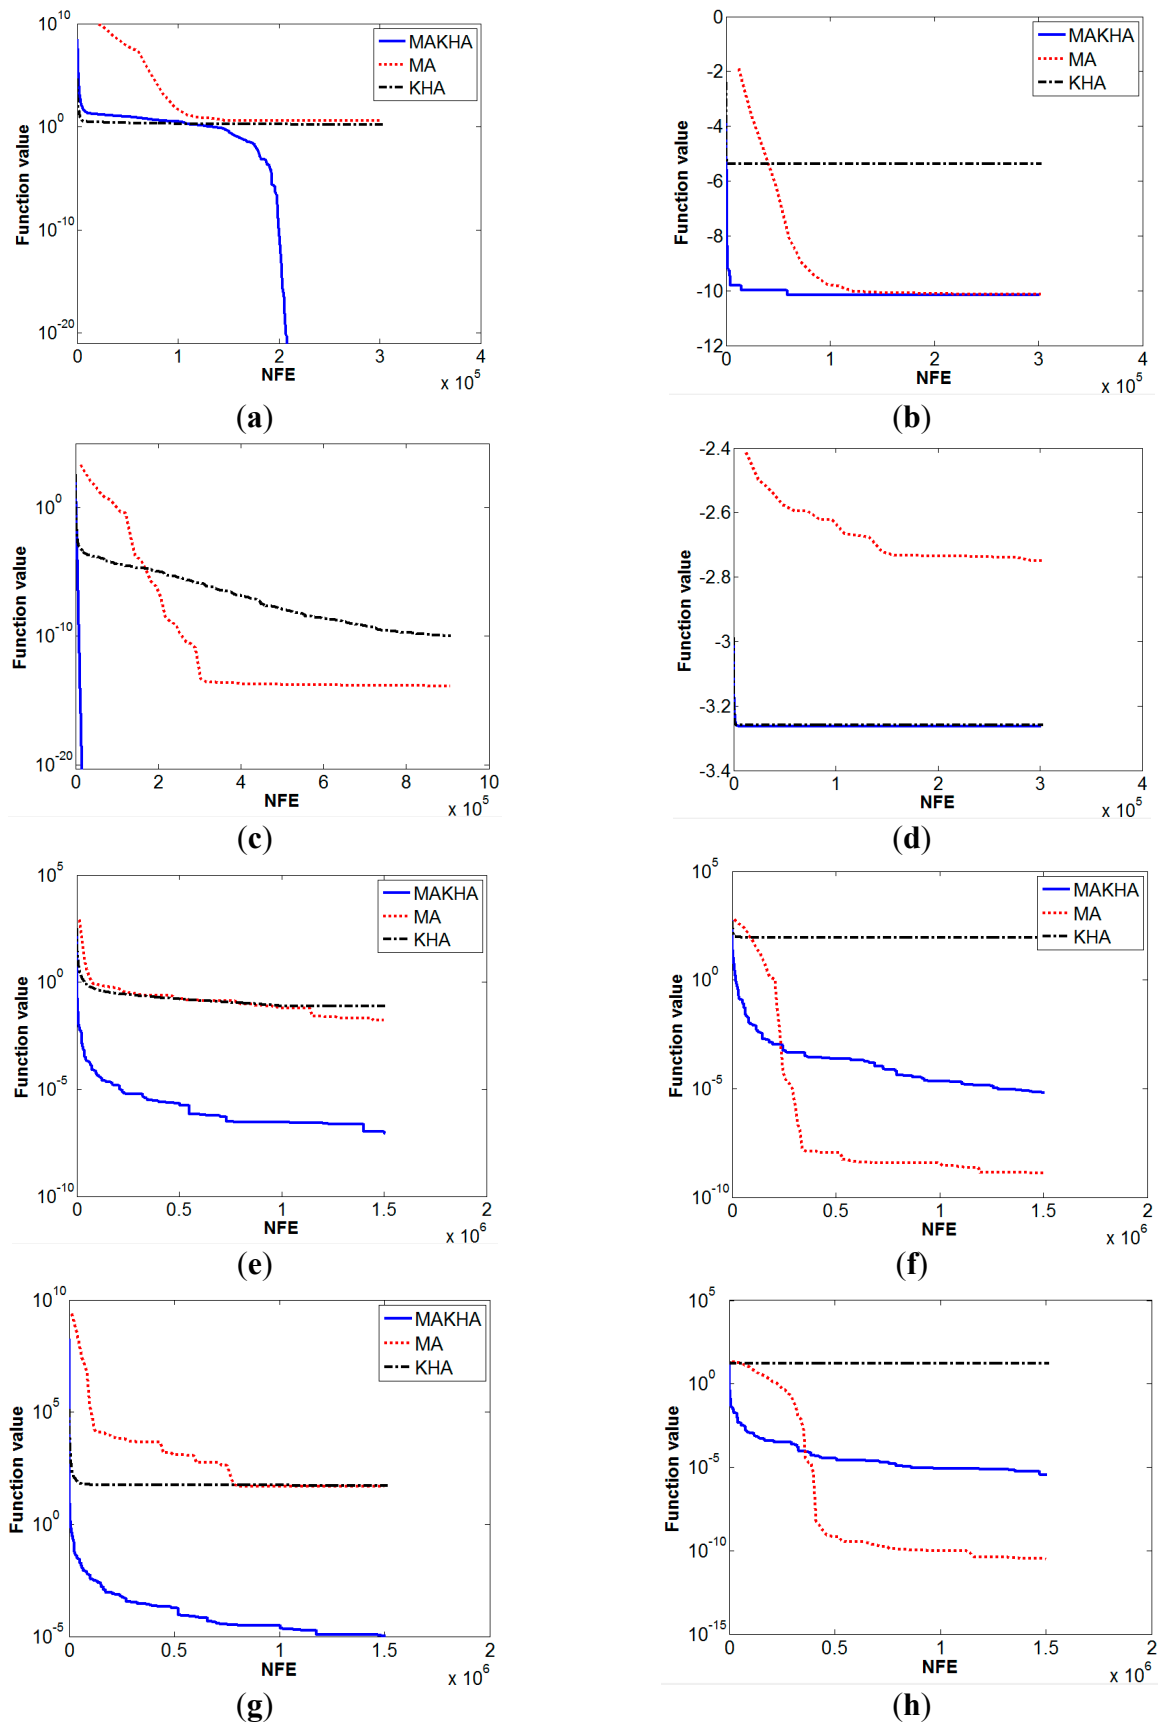 10^10
10^0
10^-10
10^-20
Function value
MAKHA
MA
KHA
0 1 2 3 4
NFE
x 10^5
(a)
0
-2
-4
-6
-8
-10
-12
Function value
MAKHA
MA
KHA
0 1 2 3 4
NFE
x 10^5
(b)
10^0
10^-10
10^-20
Function value
0 2 4 6 8 10
NFE
x 10^5
(c)
-2.4
-2.6
-2.8
-3
-3.2
-3.4
Function value
0 1 2 3 4
NFE
x 10^5
(d)
10^5
10^0
10^-5
10^-10
Function value
MAKHA
MA
KHA
0 0.5 1 1.5 2
NFE
x 10^6
(e)
10^5
10^0
10^-5
10^-10
Function value
MAKHA
MA
KHA
0 0.5 1 1.5 2
NFE
x 10^6
(f)
10^10
10^5
10^0
10^-5
Function value
MAKHA
MA
KHA
0 0.5 1 1.5 2
NFE
x 10^6
(g)
10^5
10^0
10^-5
10^-10
10^-15
Function value
0 0.5 1 1.5 2
NFE
x 10^6
(h)